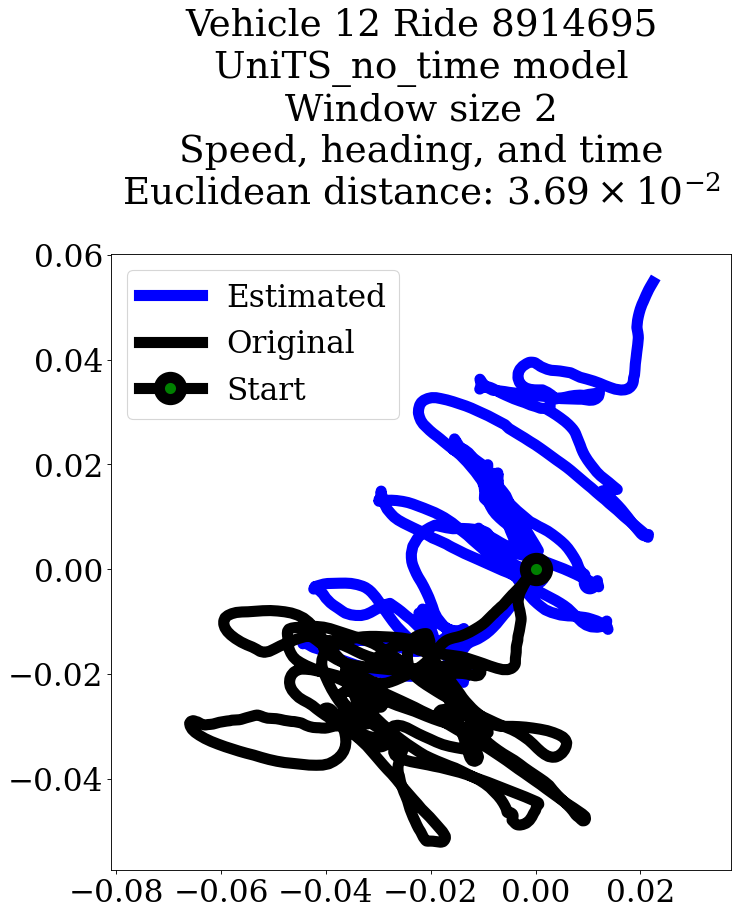 Vehicle 12 Ride 8914695
UniTS_no_time model
Window size 2
Speed, heading, and time
Euclidean distance: 3.69 × 10⁻²
0.06
0.04
0.02
0.00
−0.02
−0.04
Estimated
Original
Start
−0.08 −0.06 −0.04 −0.02 0.00 0.02